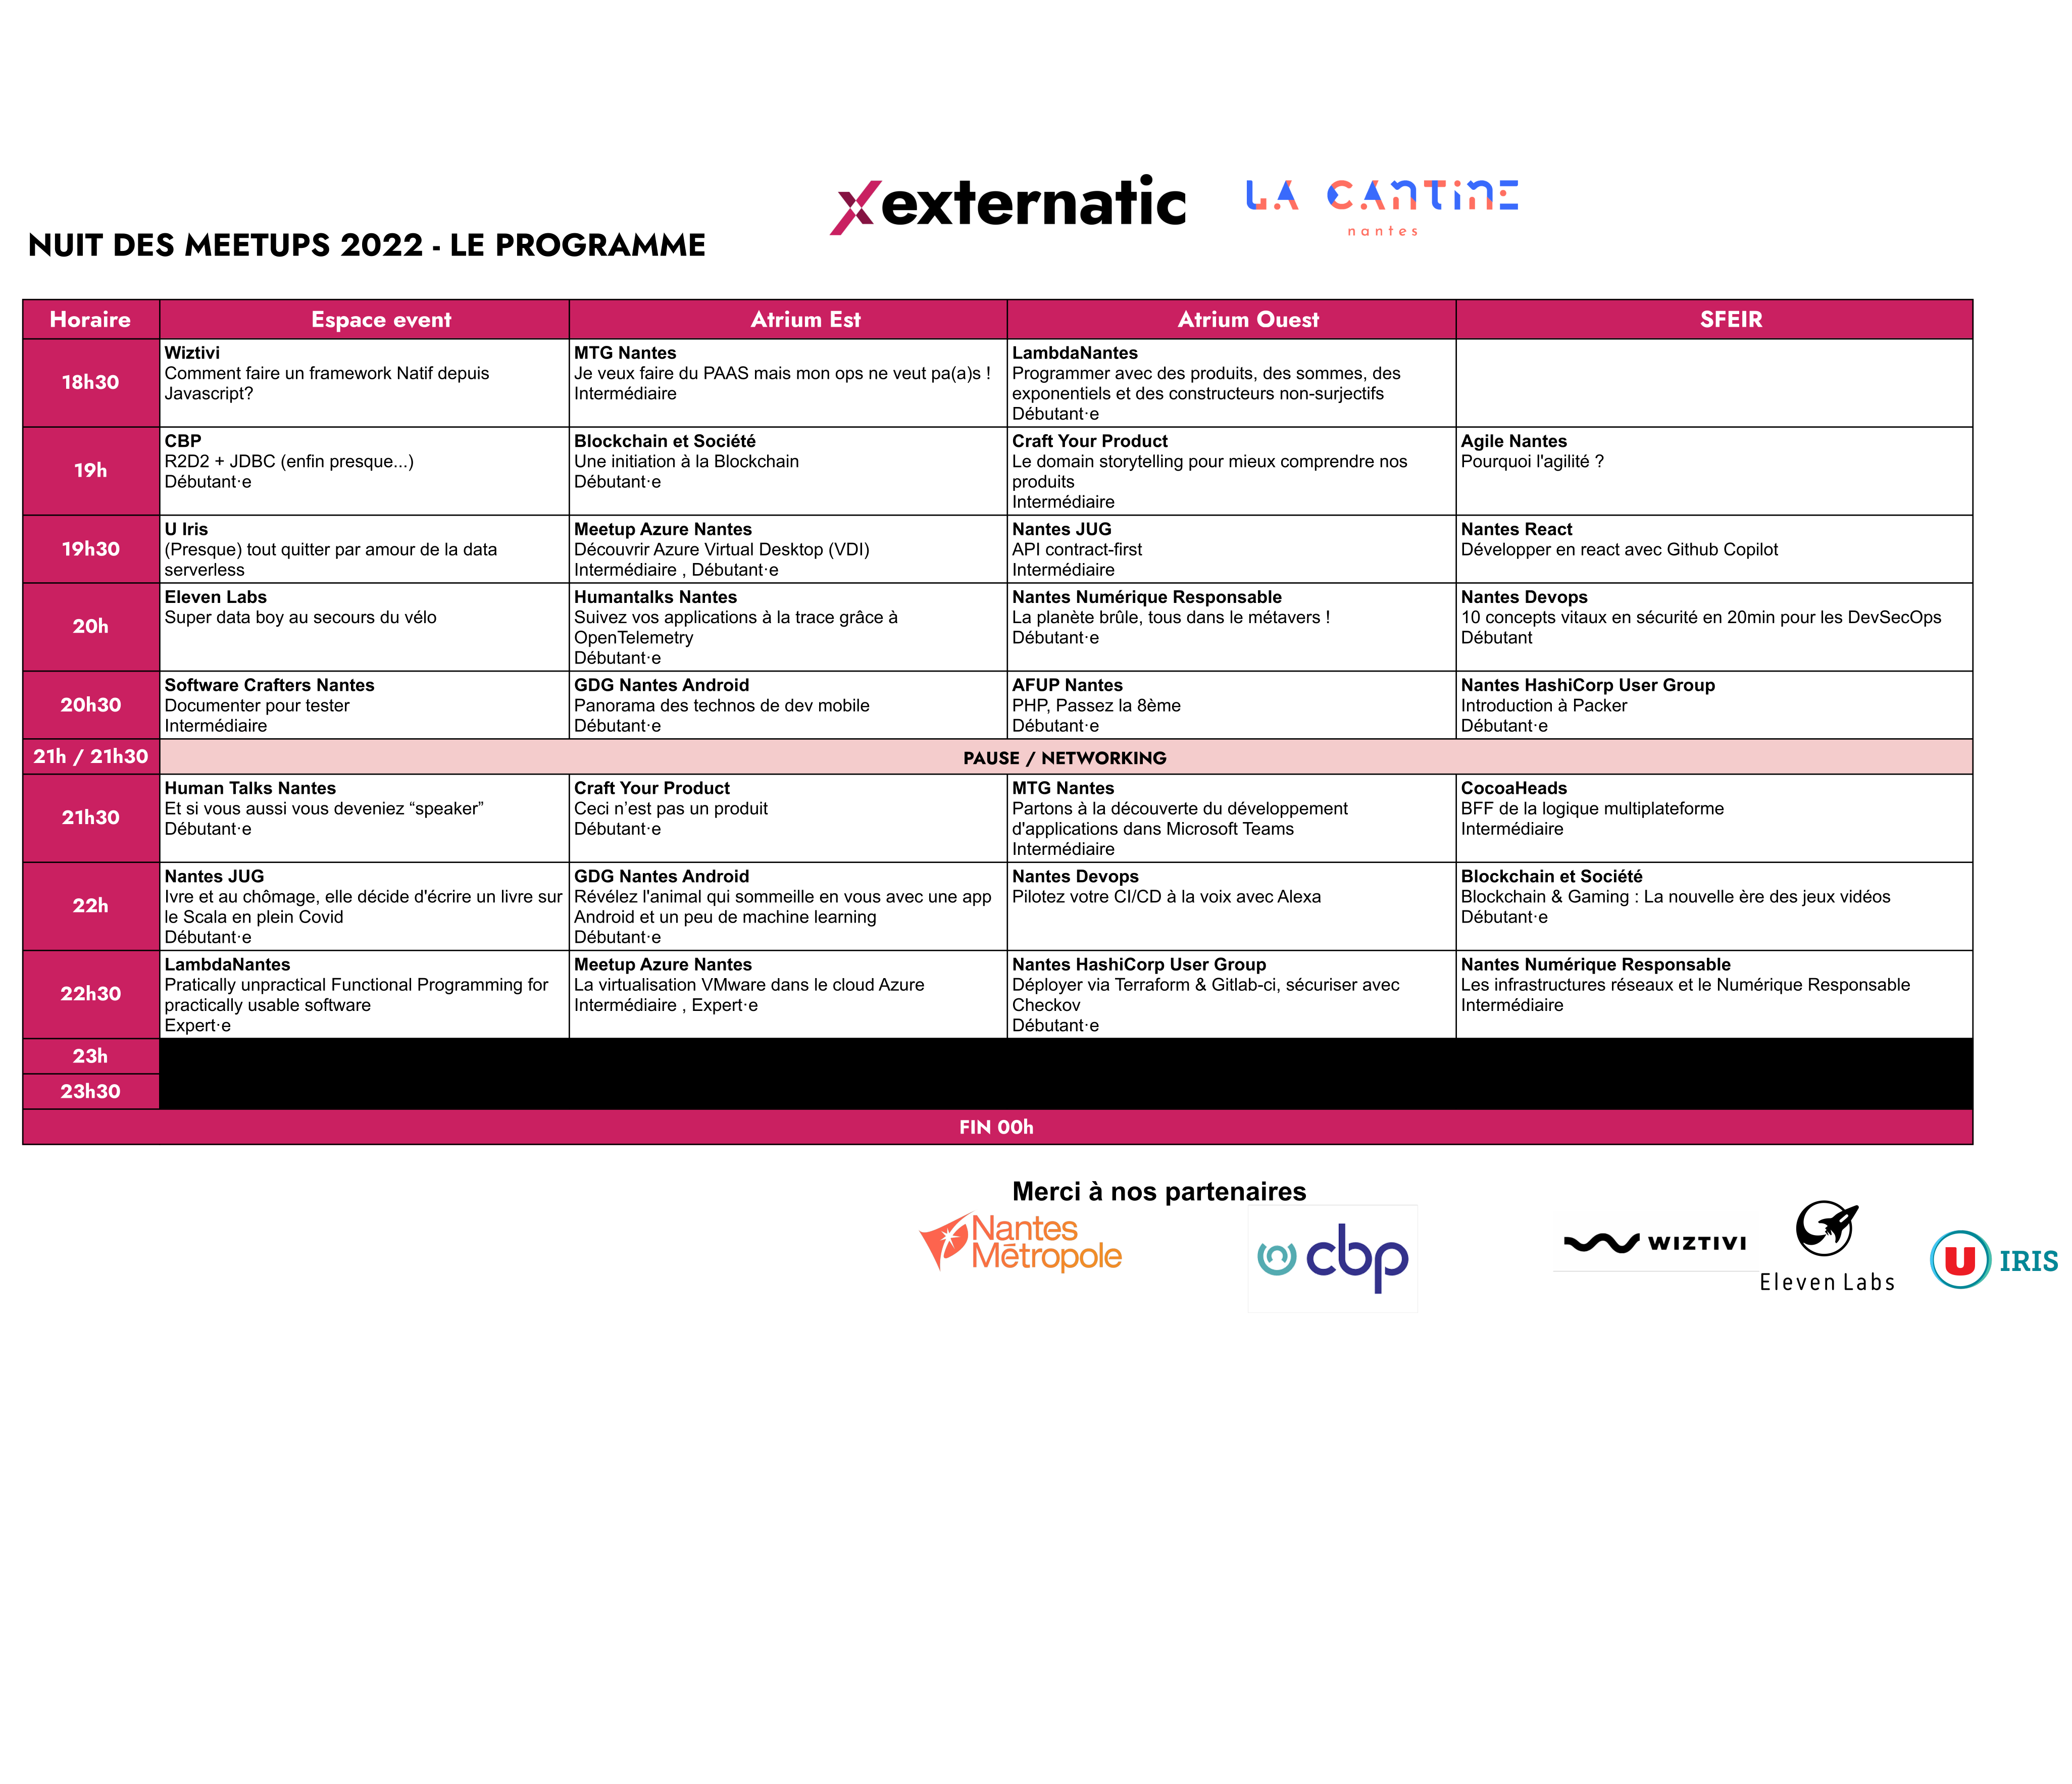 externatic
LA CANTINE
nantes
NUIT DES MEETUPS 2022 - LE PROGRAMME
Horaire
Espace event
Atrium Est
Atrium Ouest
SFEIR
18h30
Wiztivi
Comment faire un framework Natif depuis
Javascript?
MTG Nantes
Je veux faire du PAAS mais mon ops ne veut pa(a)s !
Intermédiaire
LambdaNantes
Programmer avec des produits, des sommes, des
exponentiels et des constructeurs non-surjectifs
Débutant·e
19h
CBP
R2D2 + JDBC (enfin presque...)
Débutant·e
Blockchain et Société
Une initiation à la Blockchain
Débutant·e
Craft Your Product
Le domain storytelling pour mieux comprendre nos
produits
Intermédiaire
Agile Nantes
Pourquoi l'agilité ?
19h30
U Iris
(Presque) tout quitter par amour de la data
serverless
Meetup Azure Nantes
Découvrir Azure Virtual Desktop (VDI)
Intermédiaire , Débutant·e
Nantes JUG
API contract-first
Intermédiaire
Nantes React
Développer en react avec Github Copilot
20h
Eleven Labs
Super data boy au secours du vélo
Humantalks Nantes
Suivez vos applications à la trace grâce à
OpenTelemetry
Débutant·e
Nantes Numérique Responsable
La planète brûle, tous dans le métavers !
Débutant·e
Nantes Devops
10 concepts vitaux en sécurité en 20min pour les DevSecOps
Débutant
20h30
Software Crafters Nantes
Documenter pour tester
Intermédiaire
GDG Nantes Android
Panorama des technos de dev mobile
Débutant·e
AFUP Nantes
PHP, Passez la 8ème
Débutant·e
Nantes HashiCorp User Group
Introduction à Packer
Débutant·e
21h / 21h30
PAUSE / NETWORKING
21h30
Human Talks Nantes
Et si vous aussi vous deveniez “speaker”
Débutant·e
Craft Your Product
Ceci n’est pas un produit
Débutant·e
MTG Nantes
Partons à la découverte du développement
d'applications dans Microsoft Teams
Intermédiaire
CocoaHeads
BFF de la logique multiplateforme
Intermédiaire
22h
Nantes JUG
Ivre et au chômage, elle décide d'écrire un livre sur
le Scala en plein Covid
Débutant·e
GDG Nantes Android
Révélez l'animal qui sommeille en vous avec une app
Android et un peu de machine learning
Débutant·e
Nantes Devops
Pilotez votre CI/CD à la voix avec Alexa
Blockchain et Société
Blockchain & Gaming : La nouvelle ère des jeux vidéos
Débutant·e
22h30
LambdaNantes
Pratically unpractical Functional Programming for
practically usable software
Expert·e
Meetup Azure Nantes
La virtualisation VMware dans le cloud Azure
Intermédiaire , Expert·e
Nantes HashiCorp User Group
Déployer via Terraform & Gitlab-ci, sécuriser avec
Checkov
Débutant·e
Nantes Numérique Responsable
Les infrastructures réseaux et le Numérique Responsable
Intermédiaire
23h
23h30
FIN 00h
Merci à nos partenaires
Nantes
Métropole
cbp
WIZTIVI
Eleven Labs
U IRIS